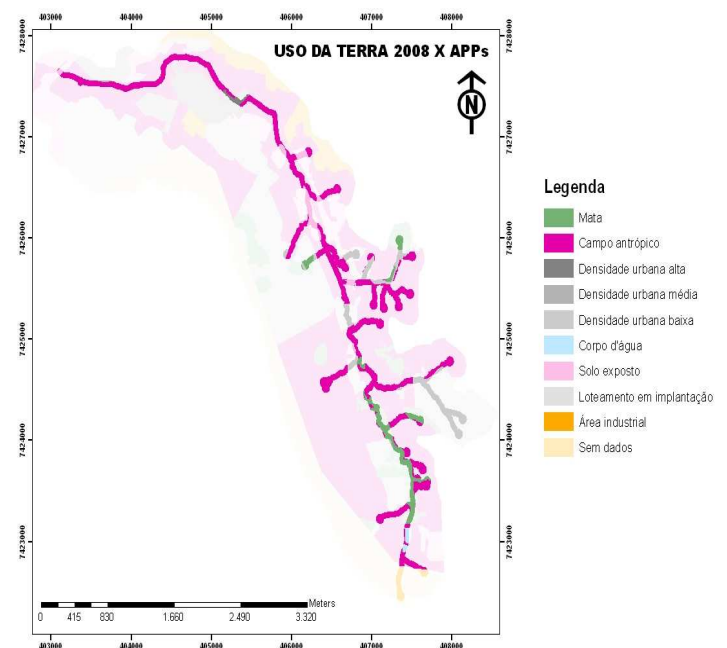 403000 404000 405000 406000 407000 408000
USO DA TERRA 2008 X APPs
N
7428000 7428000
7427000 7427000
7426000 7426000
7425000 7425000
7424000 7424000
7423000 7423000
Legenda
Mata
Campo antrópico
Densidade urbana alta
Densidade urbana média
Densidade urbana baixa
Corpo d'água
Solo exposto
Loteamento em implantação
Área industrial
Sem dados
Meters
0 415 830 1.660 2.490 3.320
403000 404000 405000 406000 407000 408000